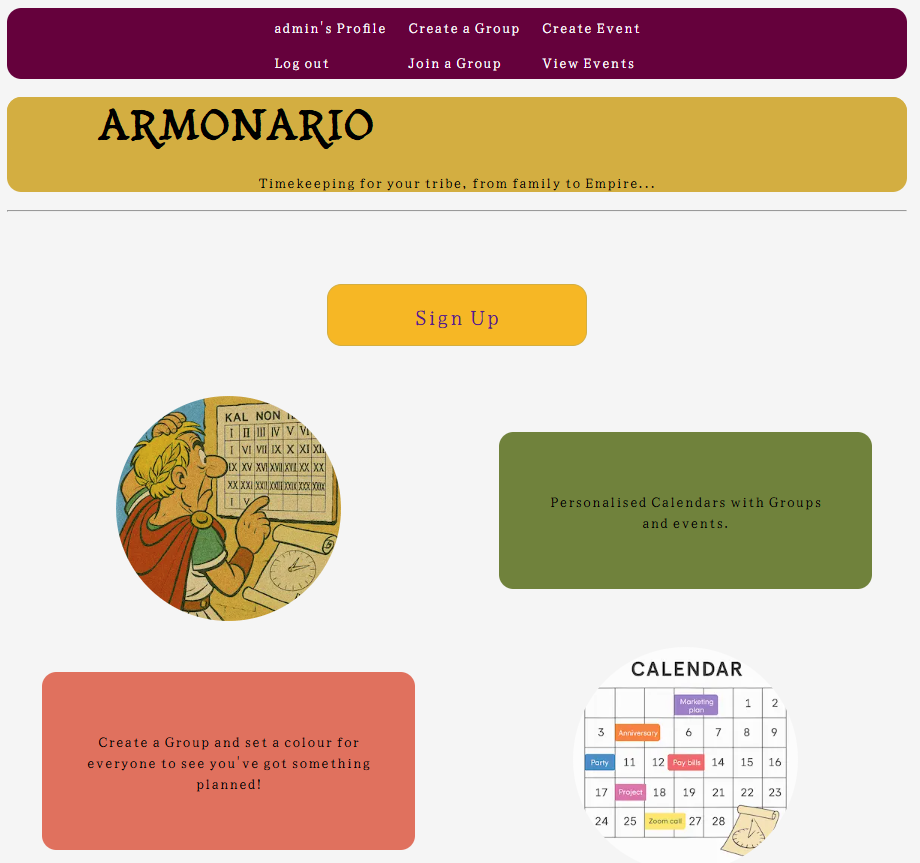 admin's Profile Create a Group Create Event
Log out Join a Group View Events
ARMONARIO
Timekeeping for your tribe, from family to Empire...
Sign Up
KAL NON
I II III IV V VI
I VI VII IX X XI XII
IX XV XVI XVII XVII XX XX
XX XXI XXII XXII XXIX XXX XX
I V
Personalised Calendars with Groups
and events.
Create a Group and set a colour for
everyone to see you've got something
planned!
CALENDAR
Marketing
plan
1 2
3 Anniversary 6 7 8 9
Party 11 12 Pay bills 14 15 16
17 Project 18 19 21 22 23
24 25 Zoom call 27 28